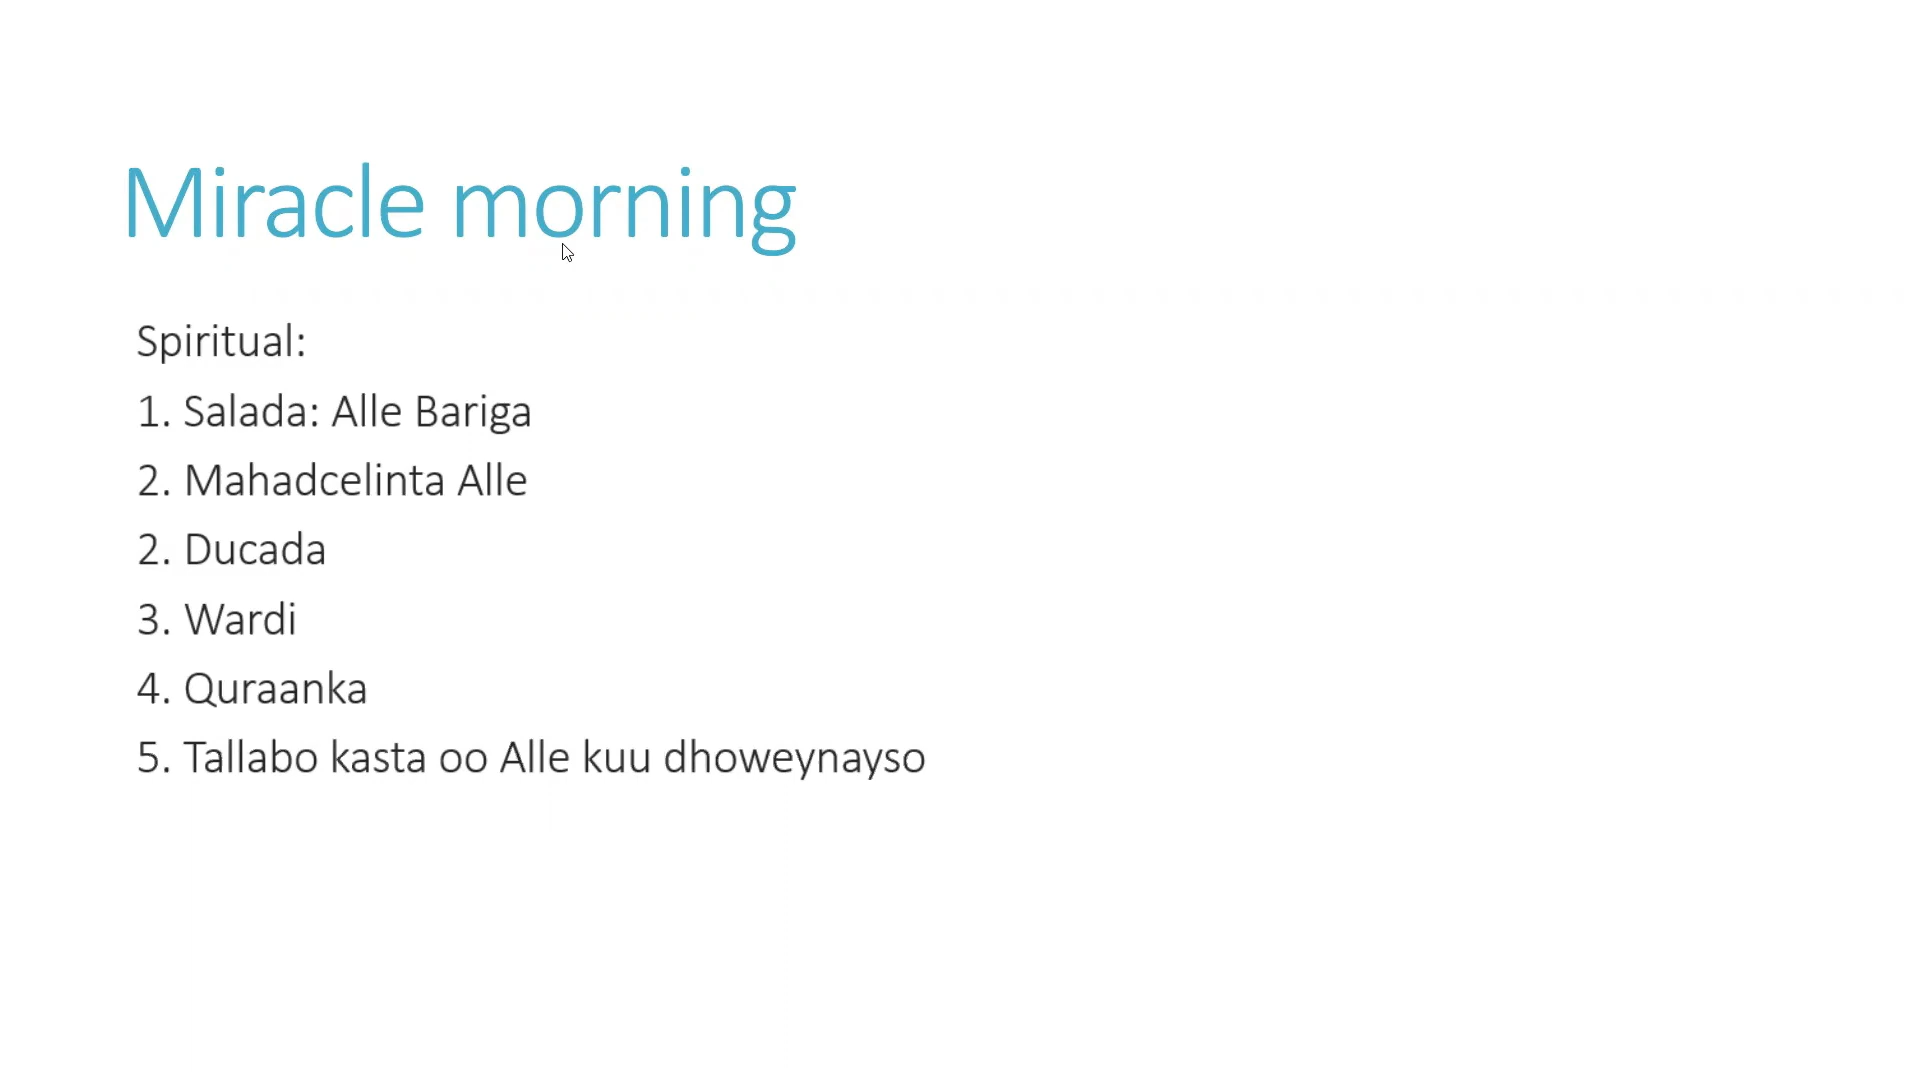 Miracle morning
Spiritual:
1. Salada: Alle Bariga
2. Mahadcelinta Alle
2. Ducada
3. Wardi
4. Quraanka
5. Tallabo kasta oo Alle kuu dhoweynayso